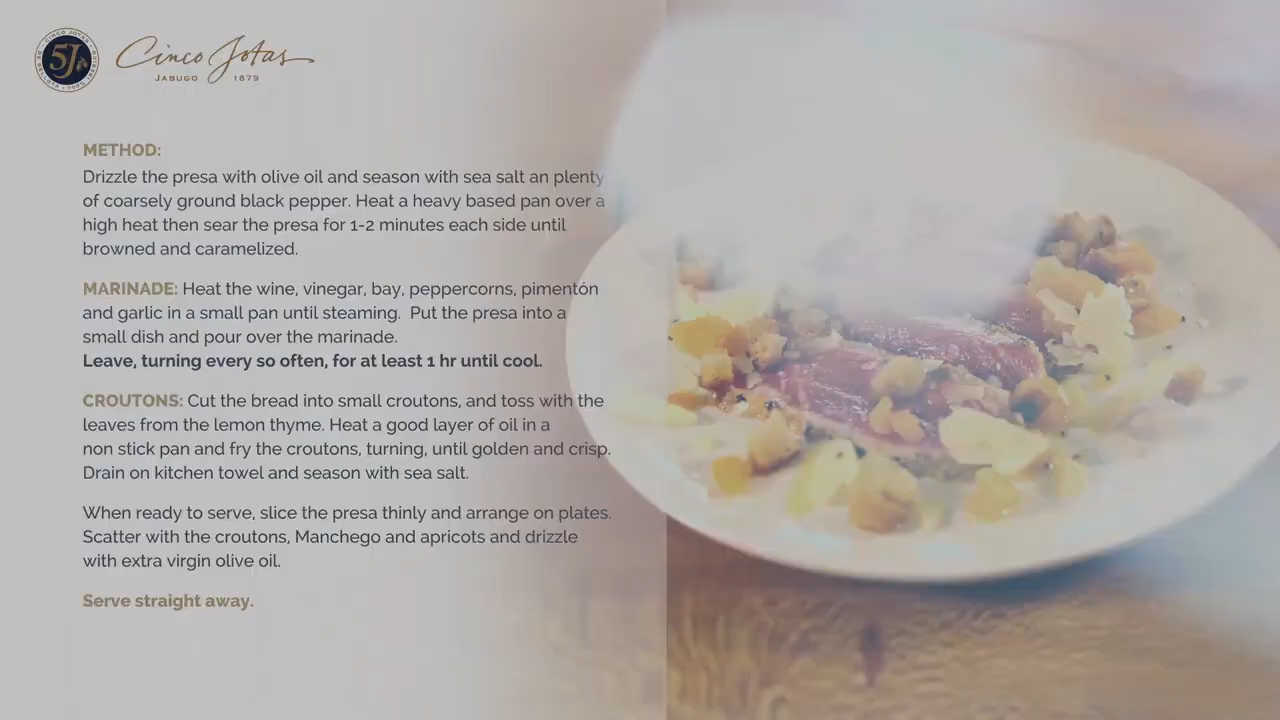 5J
Cinco Jotas
JABUGO 1879
METHOD:
Drizzle the presa with olive oil and season with sea salt an plenty
of coarsely ground black pepper. Heat a heavy based pan over a
high heat then sear the presa for 1-2 minutes each side until
browned and caramelized.
MARINADE: Heat the wine, vinegar, bay, peppercorns, pimentón
and garlic in a small pan until steaming. Put the presa into a
small dish and pour over the marinade.
Leave, turning every so often, for at least 1 hr until cool.
CROUTONS: Cut the bread into small croutons, and toss with the
leaves from the lemon thyme. Heat a good layer of oil in a
non stick pan and fry the croutons, turning, until golden and crisp.
Drain on kitchen towel and season with sea salt.
When ready to serve, slice the presa thinly and arrange on plates.
Scatter with the croutons, Manchego and apricots and drizzle
with extra virgin olive oil.
Serve straight away.